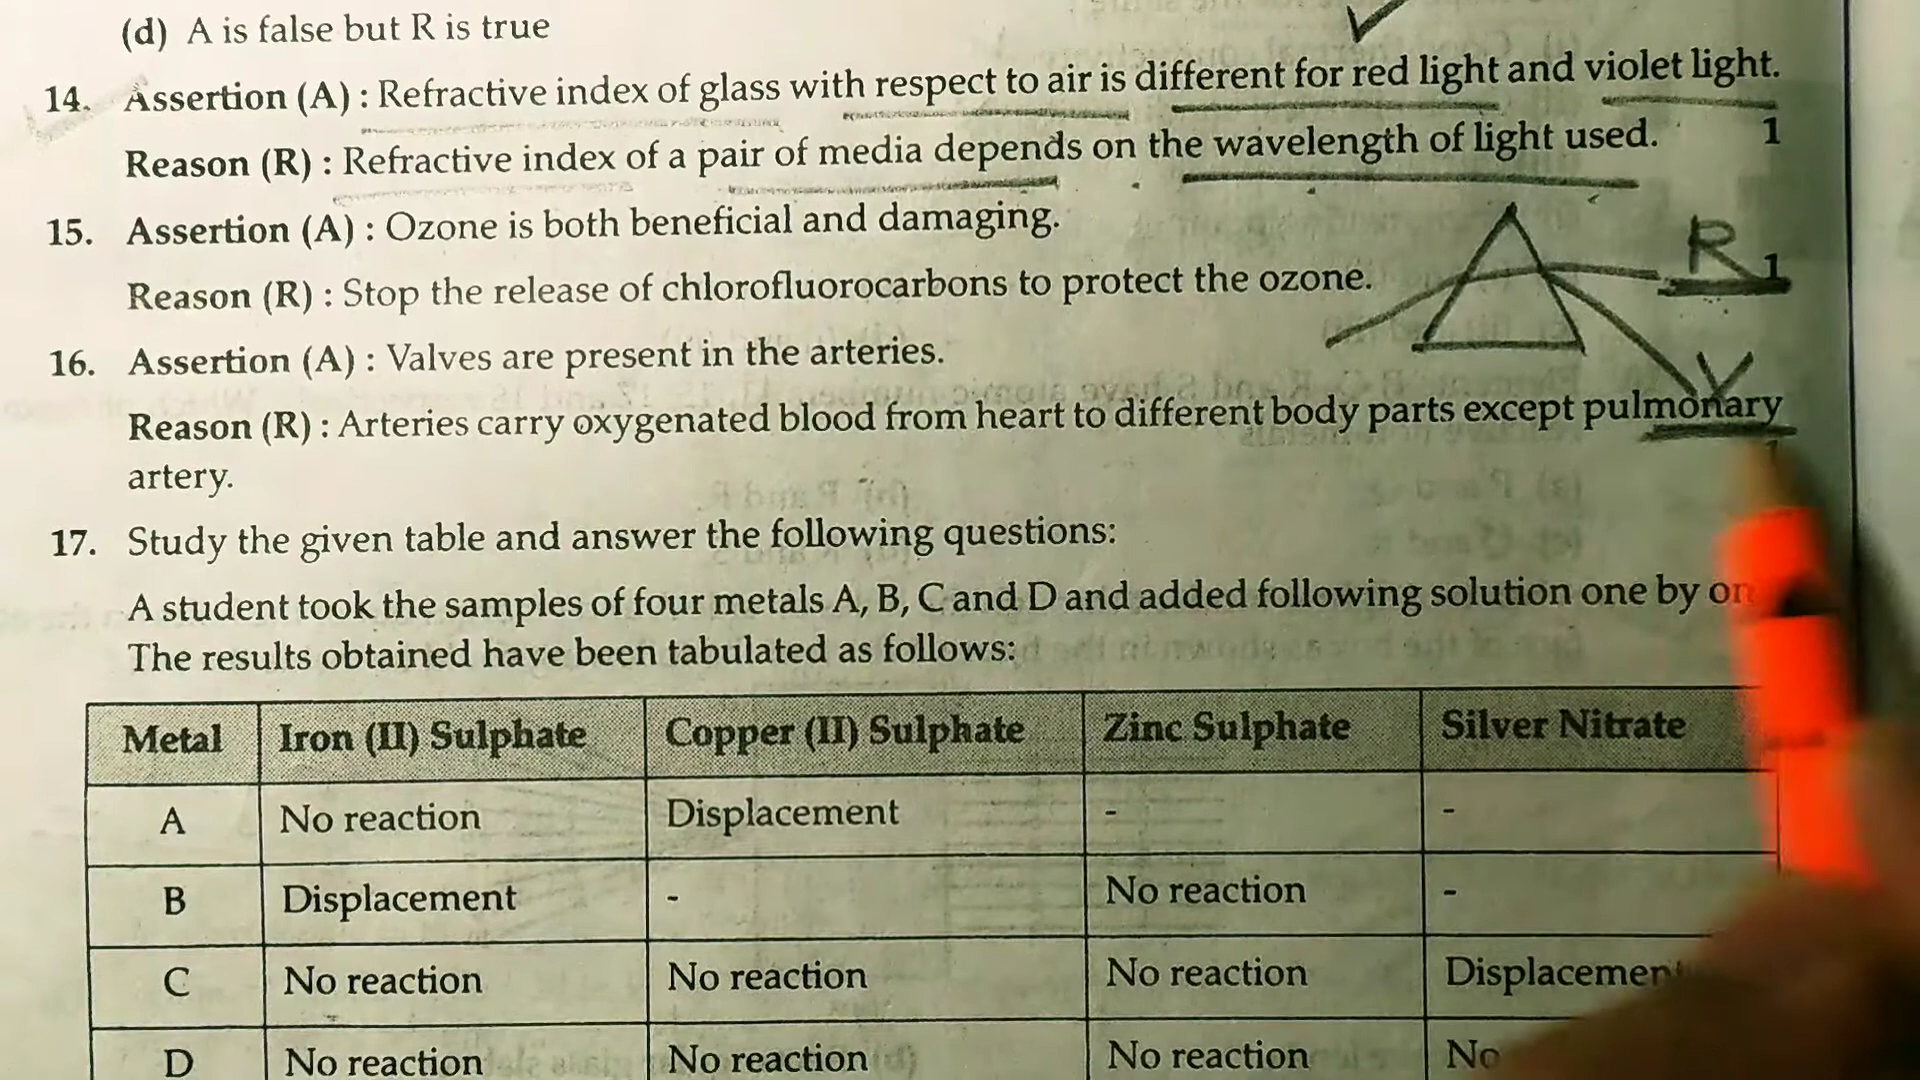 (d) A is false but R is true
14. Assertion (A) : Refractive index of glass with respect to air is different for red light and violet light.
Reason (R) : Refractive index of a pair of media depends on the wavelength of light used. 1
15. Assertion (A) : Ozone is both beneficial and damaging.
R
Reason (R) : Stop the release of chlorofluorocarbons to protect the ozone. 1
16. Assertion (A) : Valves are present in the arteries.
V
Reason (R) : Arteries carry oxygenated blood from heart to different body parts except pulmonary
artery.
17. Study the given table and answer the following questions:
A student took the samples of four metals A, B, C and D and added following solution one by
The results obtained have been tabulated as follows:
Metal Iron (II) Sulphate Copper (II) Sulphate Zinc Sulphate Silver Nitrate
A No reaction Displacement - -
B Displacement - No reaction -
C No reaction No reaction No reaction Displacement
D No reaction No reaction No reaction No